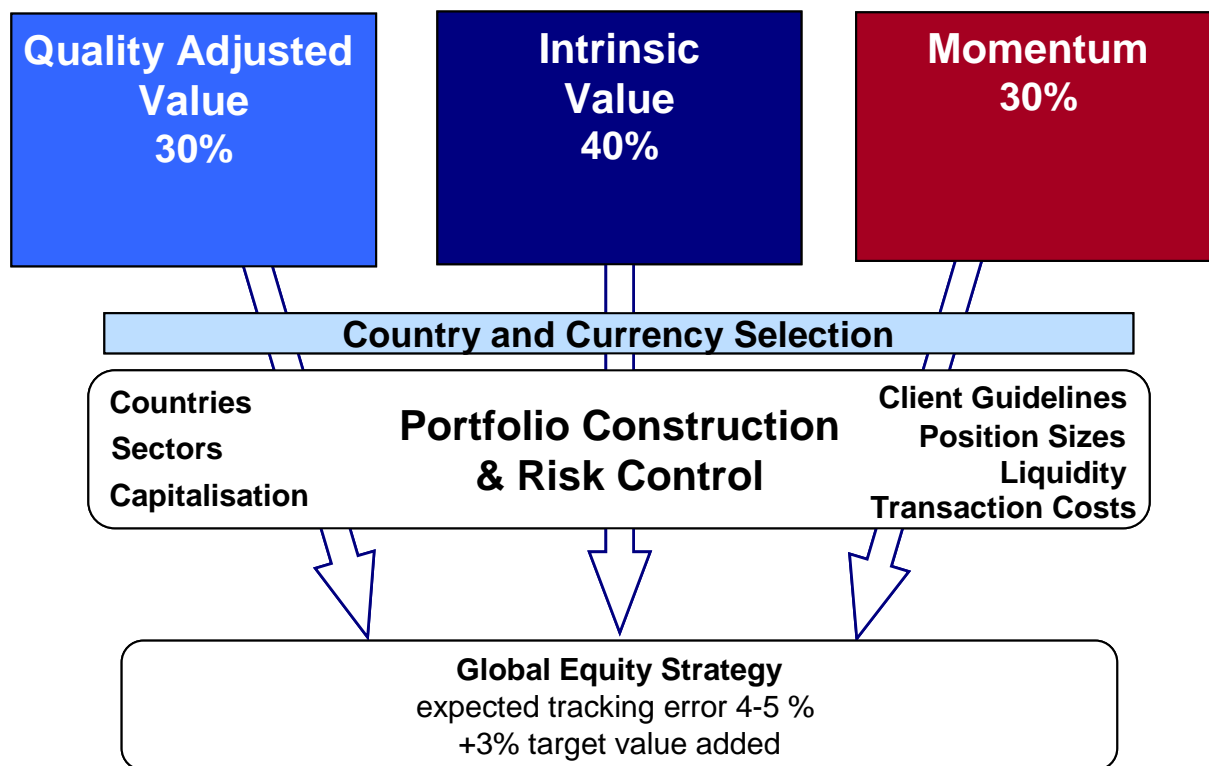 Quality Adjusted
Value
30%
Intrinsic
Value
40%
Momentum
30%
Country and Currency Selection
Countries
Sectors
Capitalisation
Portfolio Construction
& Risk Control
Client Guidelines
Position Sizes
Liquidity
Transaction Costs
Global Equity Strategy
expected tracking error 4-5 %
+3% target value added